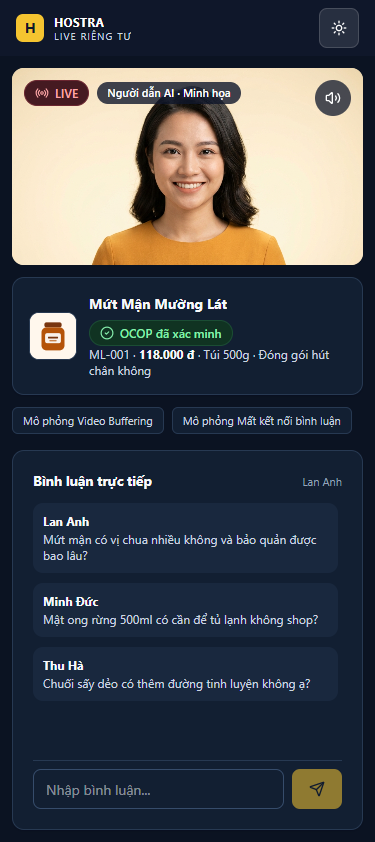 H
HOSTRA
LIVE RIÊNG TƯ
LIVE
Người dẫn AI · Minh họa
Mứt Mận Mường Lát
OCOP đã xác minh
ML-001 · 118.000 đ · Túi 500g · Đóng gói hút
chân không
Mô phỏng Video Buffering
Mô phỏng Mất kết nối bình luận
Bình luận trực tiếp
Lan Anh
Lan Anh
Mứt mận có vị chua nhiều không và bảo quản được
bao lâu?
Minh Đức
Mật ong rừng 500ml có cần để tủ lạnh không shop?
Thu Hà
Chuối sấy dẻo có thêm đường tinh luyện không ạ?
Nhập bình luận...